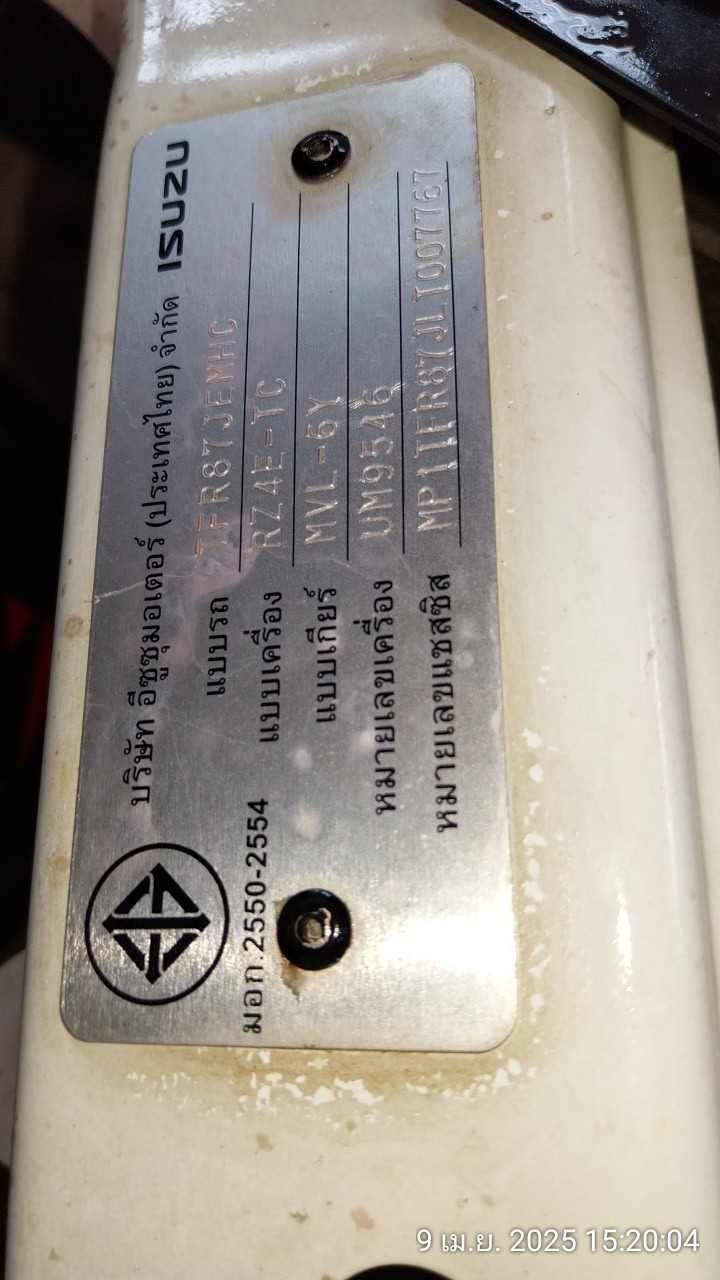 บริษัท อีซูซุมอเตอร์ (ประเทศไทย) จำกัด ISUZU
แบบรถ TFR87JEMHC
แบบเครื่อง RZ4E-TC
แบบเกียร์ MVL-6Y
หมายเลขเครื่อง UM9546
หมายเลขแชสซิส MP1TFR87JLT007767
มอก.2550-2554
9 เม.ย. 2025 15:20:04